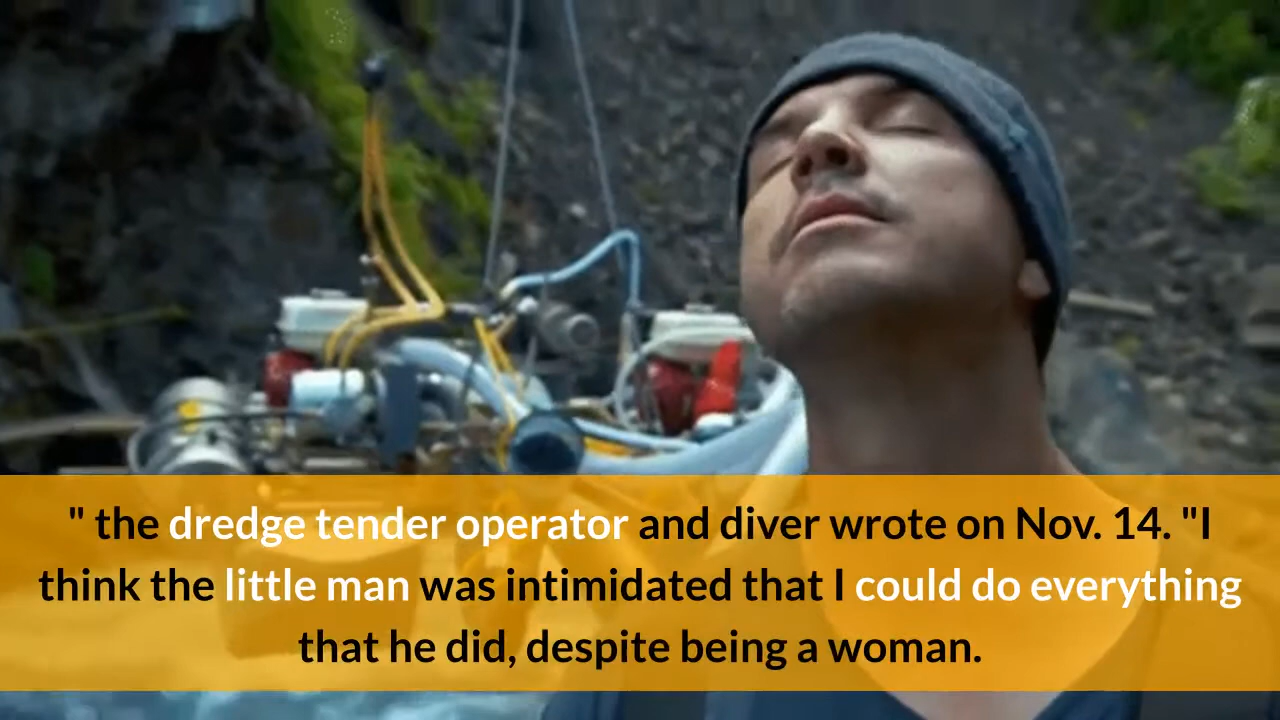 " the dredge tender operator and diver wrote on Nov. 14. "I
think the little man was intimidated that I could do everything
that he did, despite being a woman.